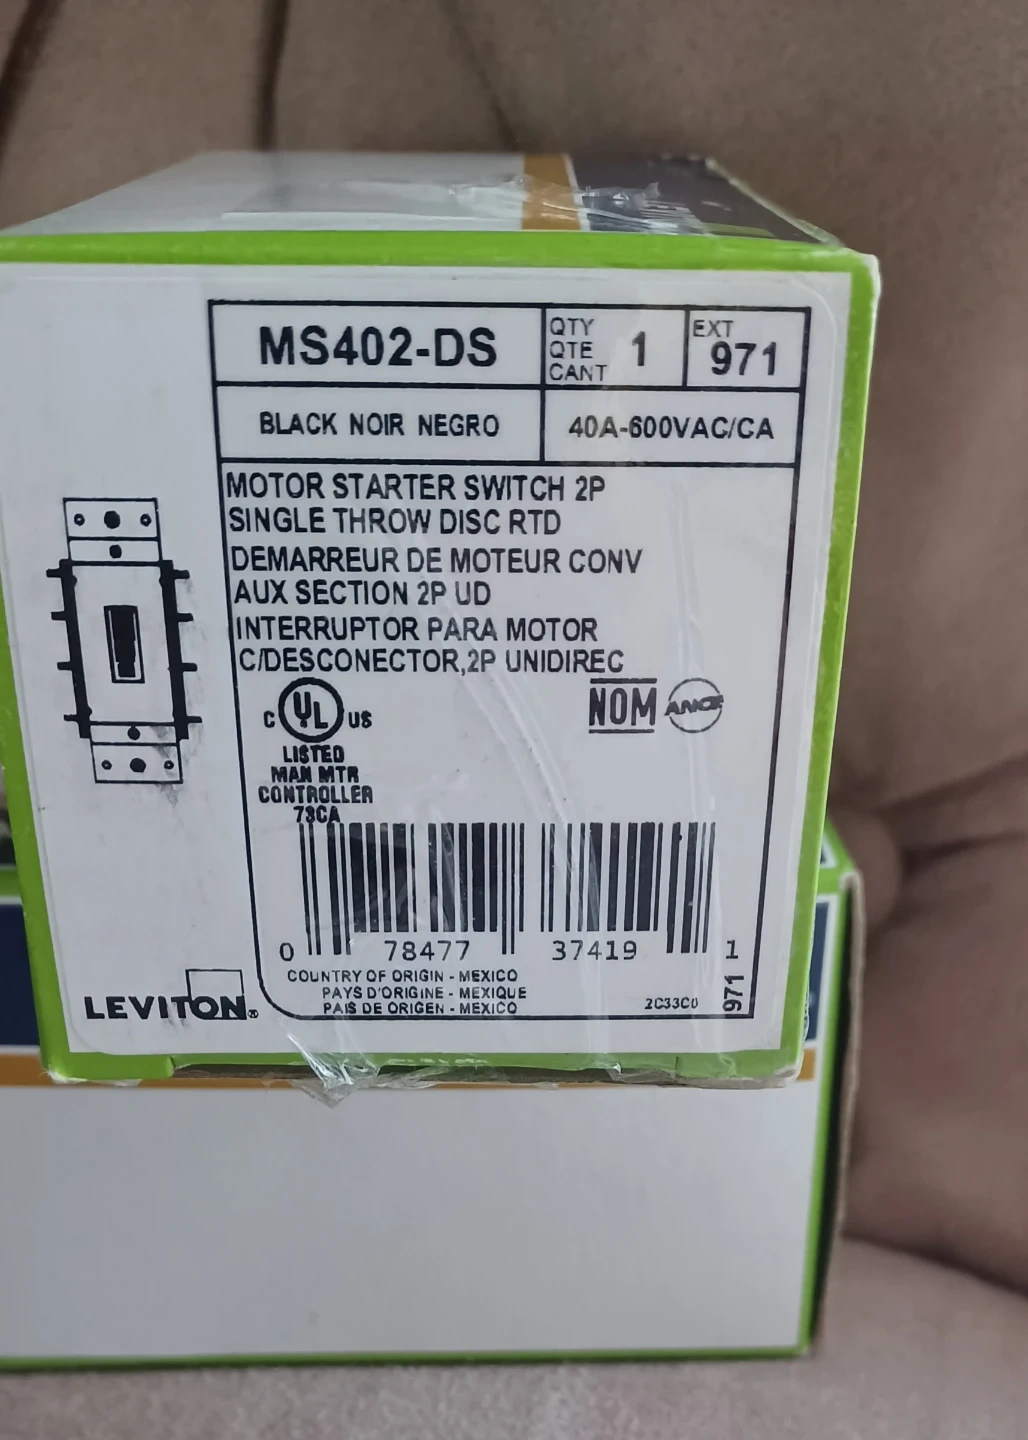 MS402-DS
QTY
QTE
CANT
1
EXT
971
BLACK NOIR NEGRO
40A-600VAC/CA
MOTOR STARTER SWITCH 2P
SINGLE THROW DISC RTD
DEMARREUR DE MOTEUR CONV
AUX SECTION 2P UD
INTERRUPTOR PARA MOTOR
C/DESCONECTOR,2P UNIDIREC
C UL US
LISTED
MAN MTR
CONTROLLER
73CA
NOM ANCE
0 78477 37419 1
COUNTRY OF ORIGIN - MEXICO
PAYS D'ORIGINE - MEXIQUE
PAIS DE ORIGEN - MEXICO
2C33C0
971
LEVITON®